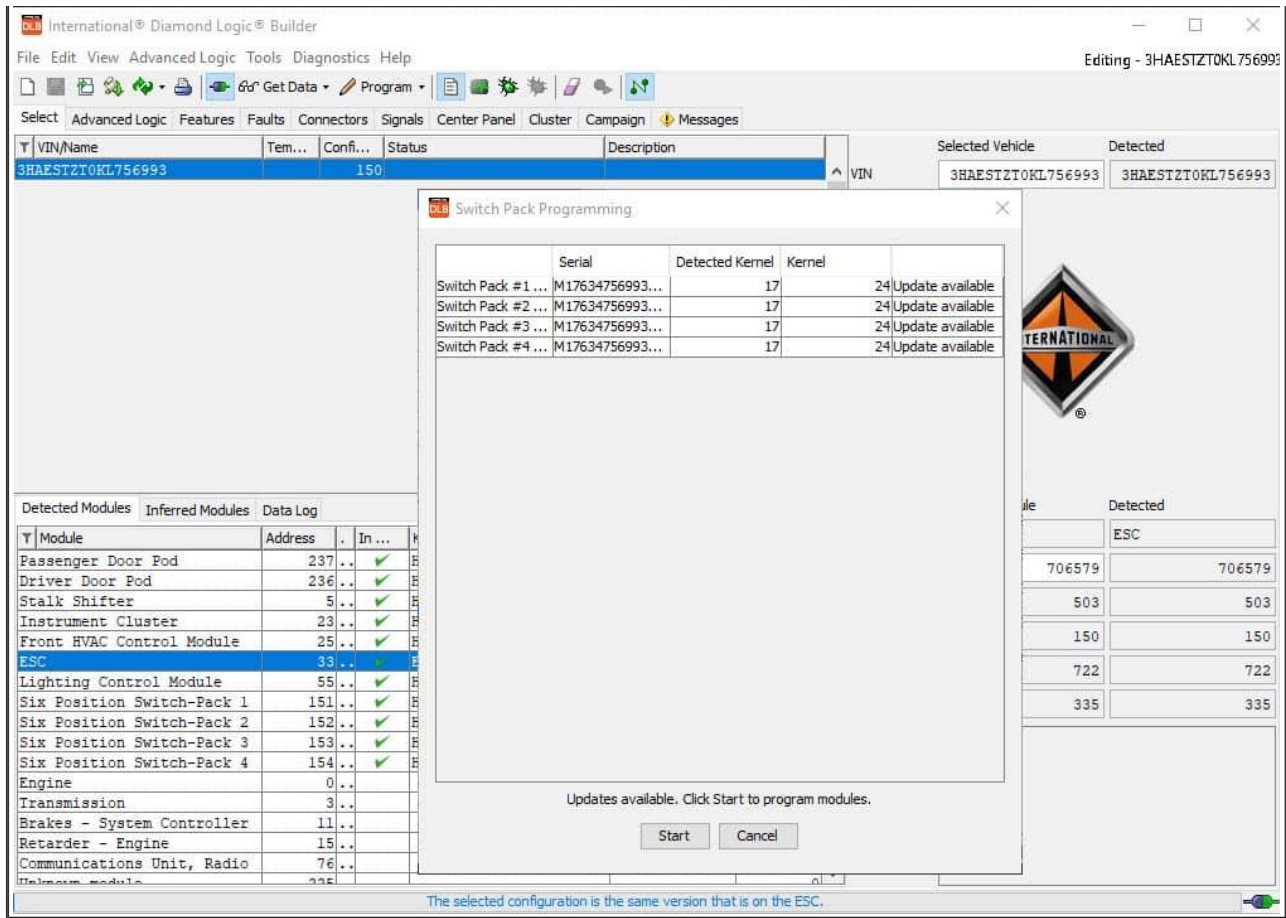 DLB International® Diamond Logic® Builder
File Edit View Advanced Logic Tools Diagnostics Help
Editing - 3HAESTZT0KL756993
Get Data Program
Select Advanced Logic Features Faults Connectors Signals Center Panel Cluster Campaign Messages
VIN/Name Tem... Confi... Status Description
3HAESTZT0KL756993 150
Selected Vehicle Detected
VIN 3HAESTZT0KL756993 3HAESTZT0KL756993
DLB Switch Pack Programming
Serial Detected Kernel Kernel
Switch Pack #1 ... M17634756993... 17 24 Update available
Switch Pack #2 ... M17634756993... 17 24 Update available
Switch Pack #3 ... M17634756993... 17 24 Update available
Switch Pack #4 ... M17634756993... 17 24 Update available
TERNATIONAL
®
Updates available. Click Start to program modules.
Start Cancel
Detected Modules Inferred Modules Data Log
Module Address . In ...
Passenger Door Pod 237 ..
Driver Door Pod 236 ..
Stalk Shifter 5 ..
Instrument Cluster 23 ..
Front HVAC Control Module 25 ..
ESC 33 ..
Lighting Control Module 55 ..
Six Position Switch-Pack 1 151 ..
Six Position Switch-Pack 2 152 ..
Six Position Switch-Pack 3 153 ..
Six Position Switch-Pack 4 154 ..
Engine 0 ..
Transmission 3 ..
Brakes - System Controller 11 ..
Retarder - Engine 15 ..
Communications Unit, Radio 76 ..
Detected
ESC
706579 706579
503 503
150 150
722 722
335 335
The selected configuration is the same version that is on the ESC.